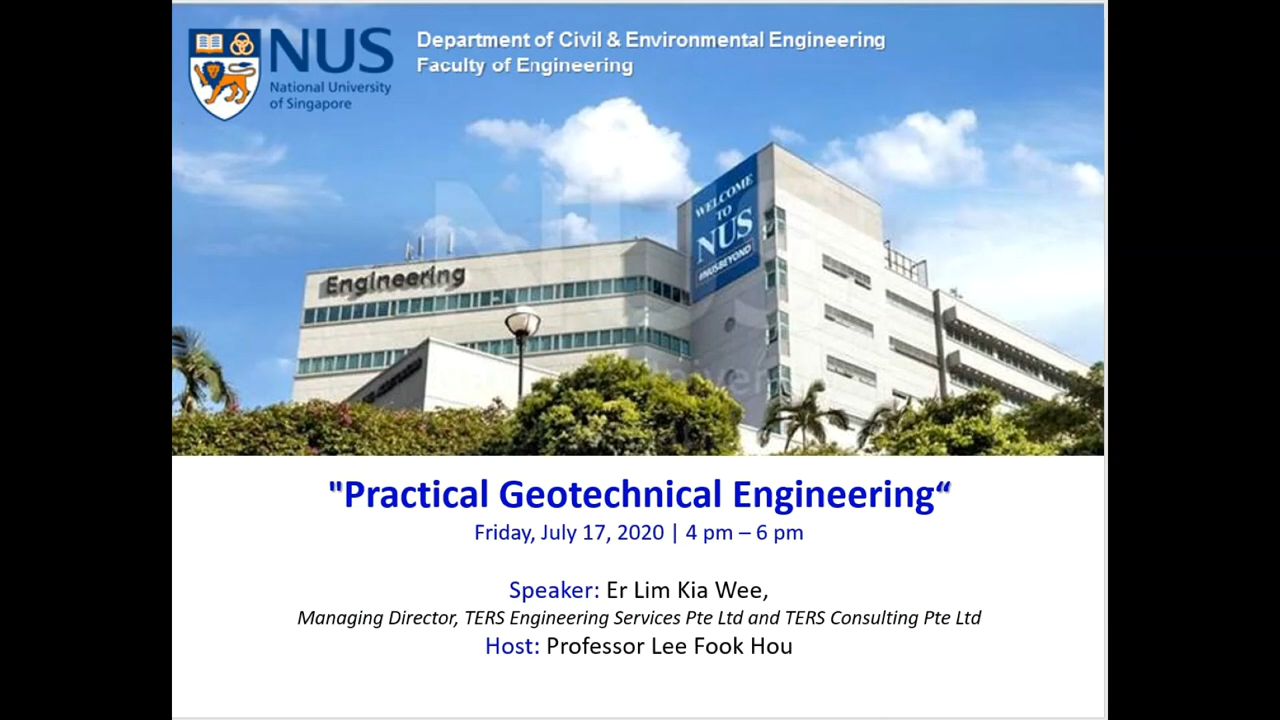 NUS
National University
of Singapore
Department of Civil & Environmental Engineering
Faculty of Engineering
WELCOME
TO
NUS
#NUSBEYOND
Engineering
"Practical Geotechnical Engineering“
Friday, July 17, 2020 | 4 pm – 6 pm
Speaker: Er Lim Kia Wee,
Managing Director, TERS Engineering Services Pte Ltd and TERS Consulting Pte Ltd
Host: Professor Lee Fook Hou